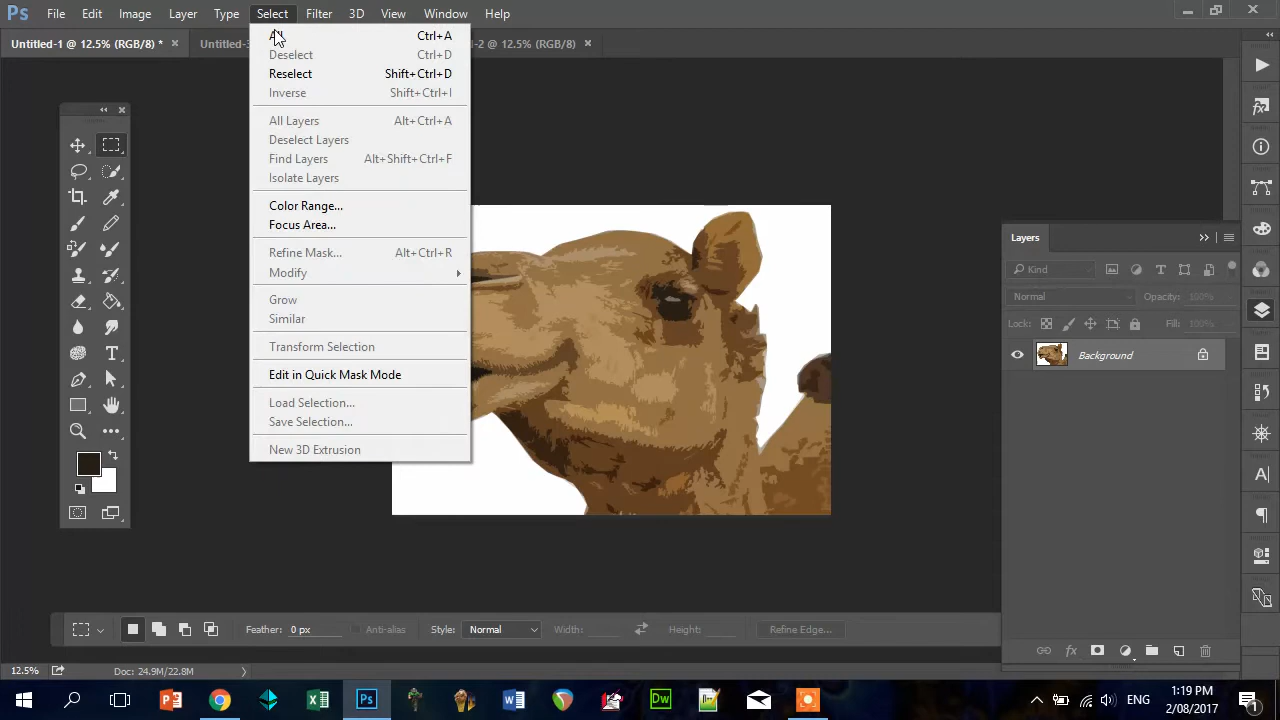 Ps File Edit Image Layer Type Select Filter 3D View Window Help
Untitled-1 @ 12.5% (RGB/8) * × -2 @ 12.5% (RGB/8) ×
Ctrl+A
Deselect Ctrl+D
Reselect Shift+Ctrl+D
Inverse Shift+Ctrl+I
All Layers Alt+Ctrl+A
Deselect Layers
Find Layers Alt+Shift+Ctrl+F
Isolate Layers
Color Range...
Focus Area...
Refine Mask... Alt+Ctrl+R
Modify
Grow
Similar
Transform Selection
Edit in Quick Mask Mode
Load Selection...
Save Selection...
New 3D Extrusion
Layers
Kind
Normal Opacity: 100%
Lock: Fill: 100%
Background
Feather: 0 px Anti-alias Style: Normal Width: Height: Refine Edge...
12.5% Doc: 24.9M/22.8M
ENG 1:19 PM
2/08/2017